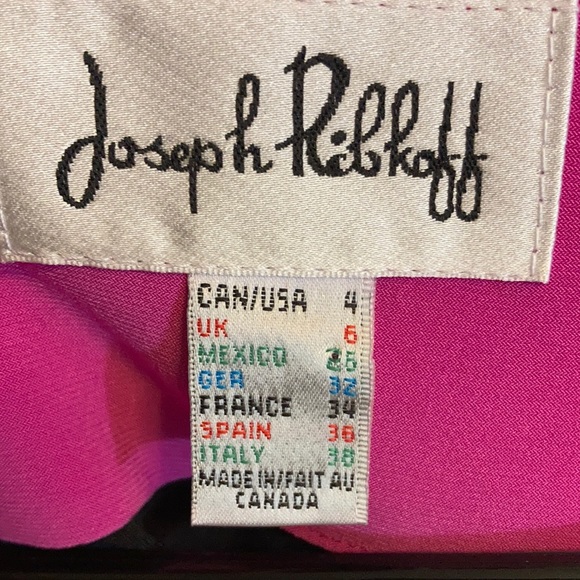 Joseph Ribkoff
CAN/USA 4
UK 6
MEXICO 26
GER 32
FRANCE 34
SPAIN 36
ITALY 38
MADE IN/FAIT AU
CANADA